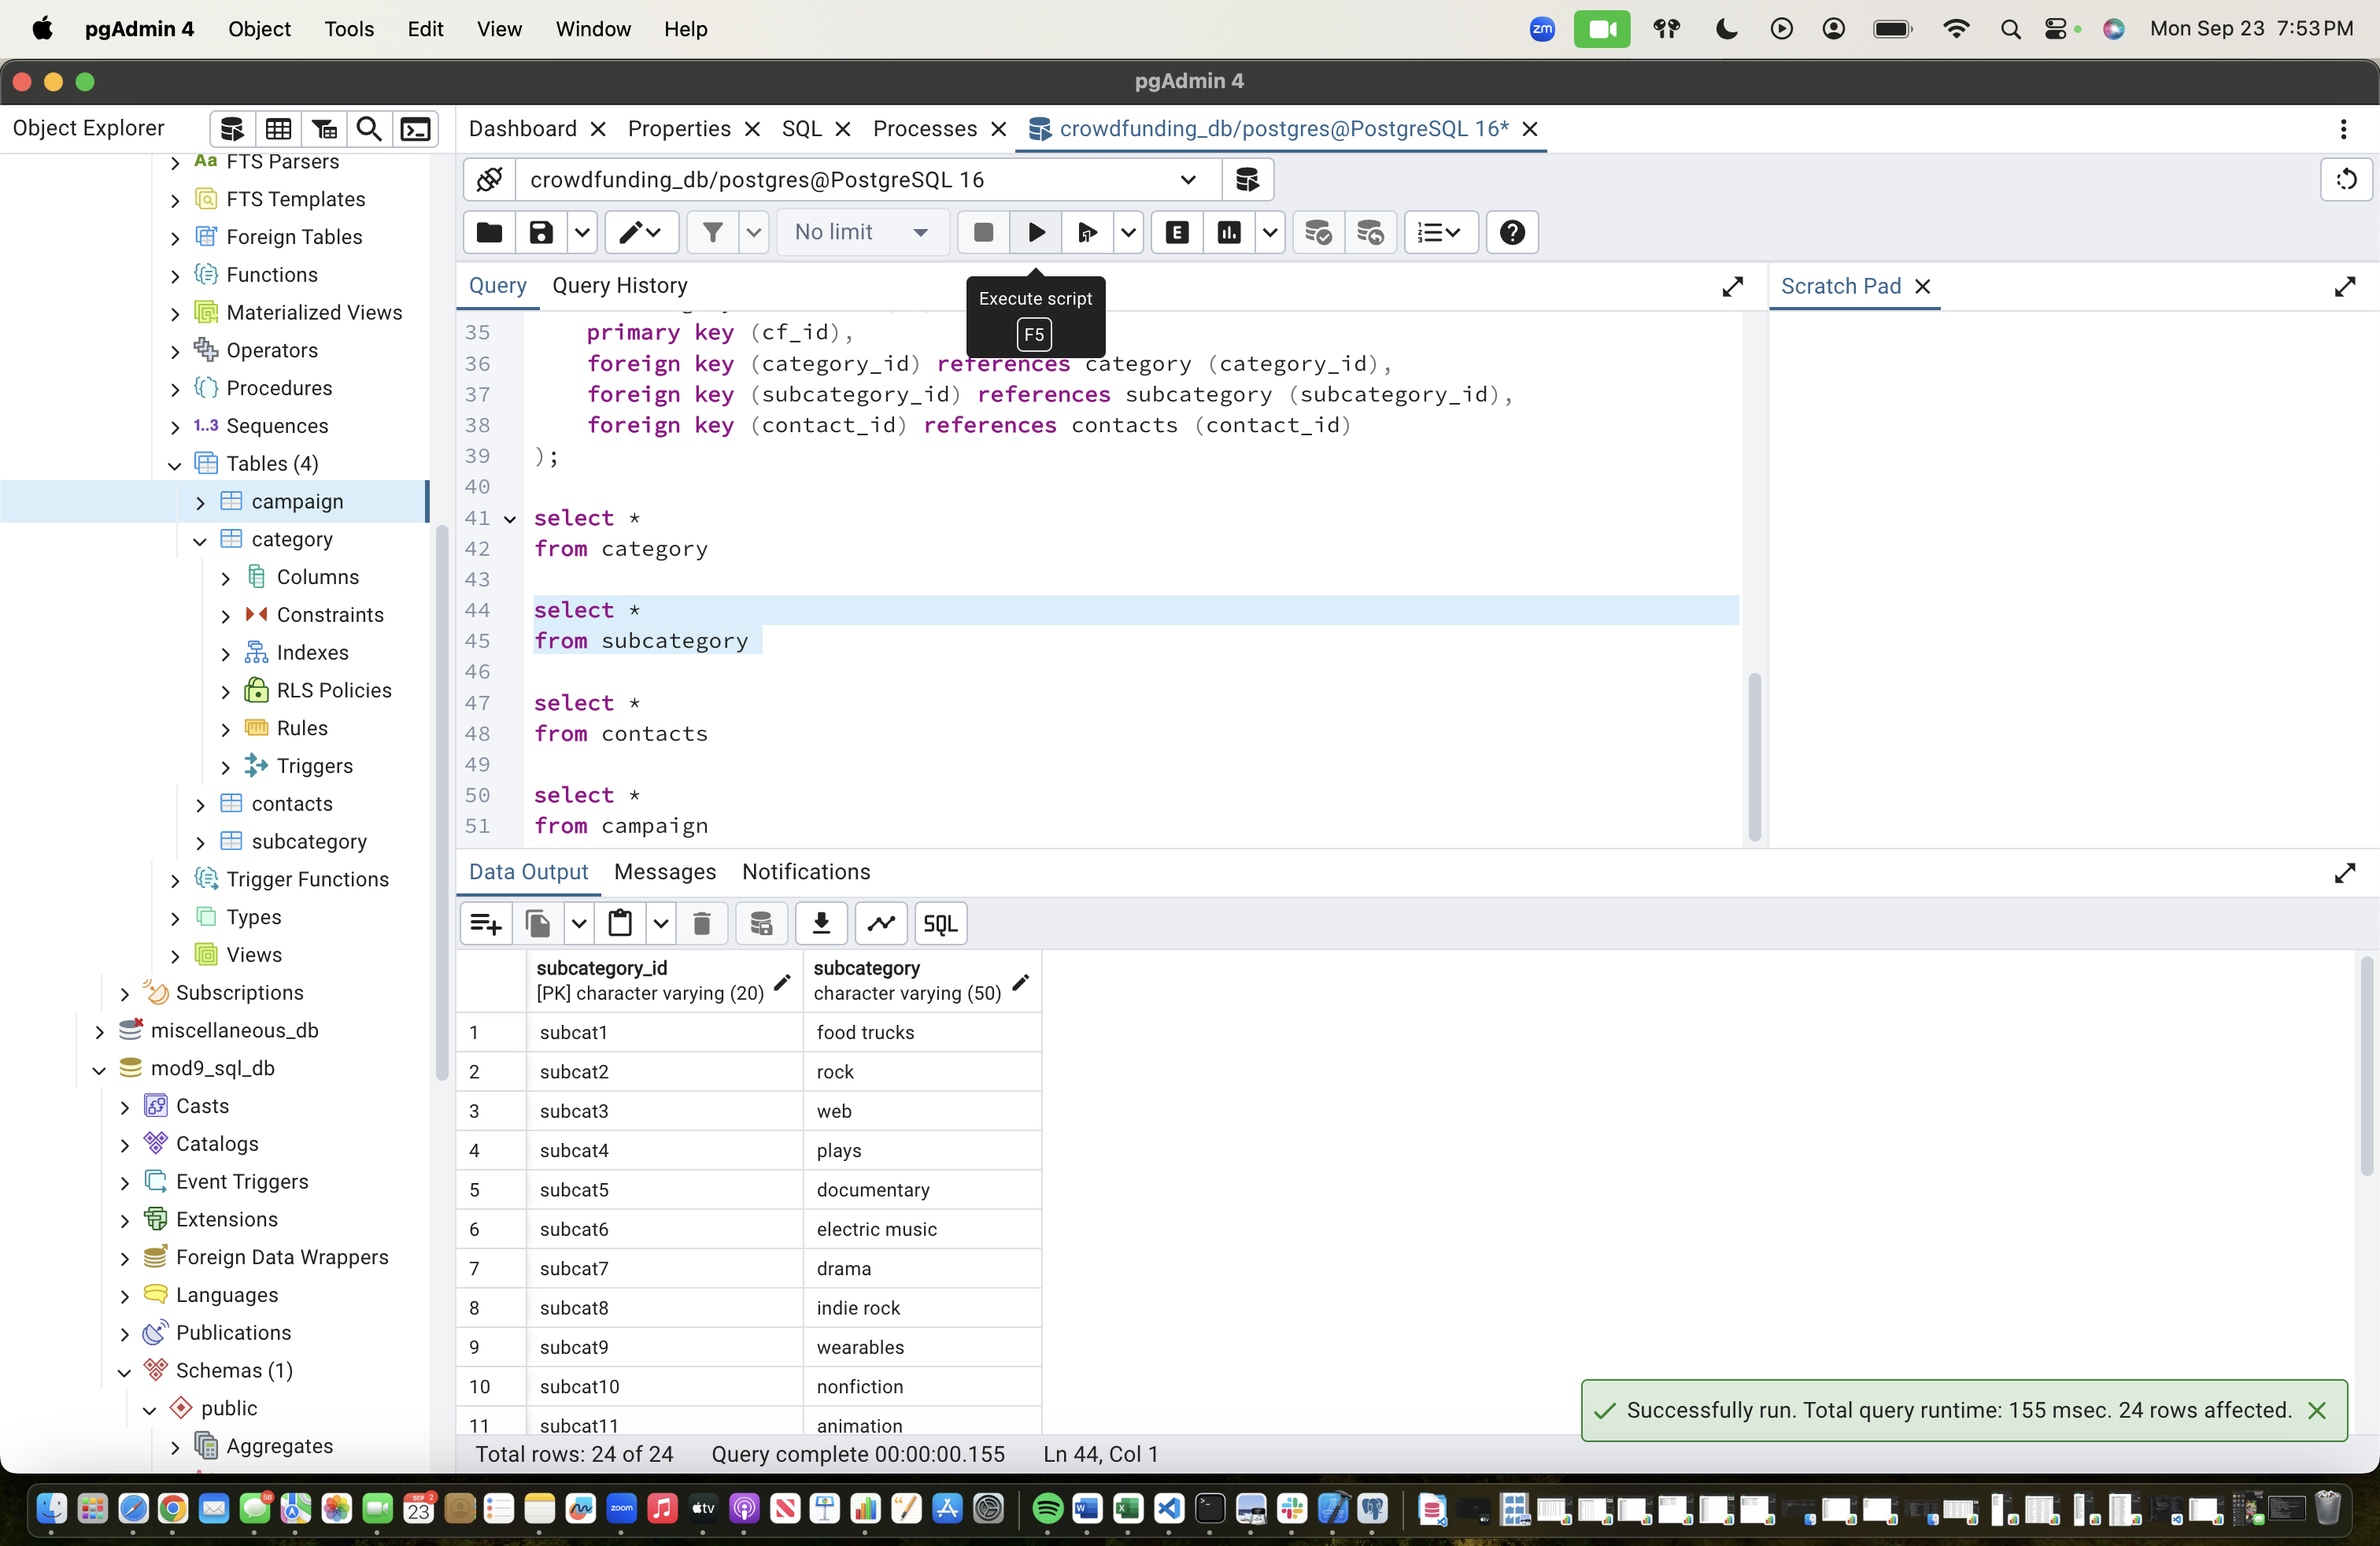 pgAdmin 4 Object Tools Edit View Window Help zm Mon Sep 23 7:53 PM
pgAdmin 4
Object Explorer
FTS Parsers
FTS Templates
Foreign Tables
Functions
Materialized Views
Operators
Procedures
1..3 Sequences
Tables (4)
campaign
category
Columns
Constraints
Indexes
RLS Policies
Rules
Triggers
contacts
subcategory
Trigger Functions
Types
Views
Subscriptions
miscellaneous_db
mod9_sql_db
Casts
Catalogs
Event Triggers
Extensions
Foreign Data Wrappers
Languages
Publications
Schemas (1)
public
Aggregates
Dashboard Properties SQL Processes crowdfunding_db/postgres@PostgreSQL 16*
crowdfunding_db/postgres@PostgreSQL 16
No limit
Execute script
F5
Query Query History
Scratch Pad
35 primary key (cf_id),
36 foreign key (category_id) references category (category_id),
37 foreign key (subcategory_id) references subcategory (subcategory_id),
38 foreign key (contact_id) references contacts (contact_id)
39 );
40
41 select *
42 from category
43
44 select *
45 from subcategory
46
47 select *
48 from contacts
49
50 select *
51 from campaign
Data Output Messages Notifications
SQL
subcategory_id
[PK] character varying (20)
subcategory
character varying (50)
1 subcat1 food trucks
2 subcat2 rock
3 subcat3 web
4 subcat4 plays
5 subcat5 documentary
6 subcat6 electric music
7 subcat7 drama
8 subcat8 indie rock
9 subcat9 wearables
10 subcat10 nonfiction
11 subcat11 animation
Successfully run. Total query runtime: 155 msec. 24 rows affected.
Total rows: 24 of 24 Query complete 00:00:00.155 Ln 44, Col 1
58
SEP 2
23
zoom
tv